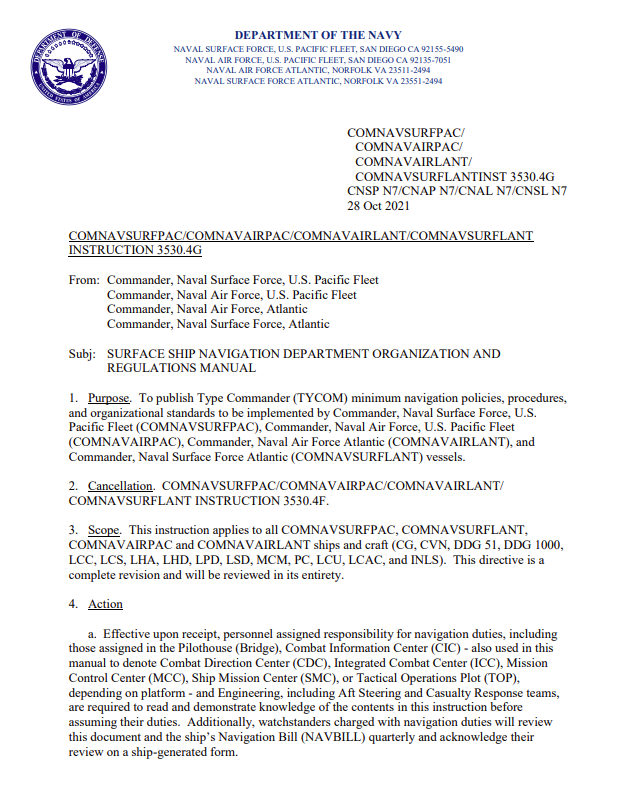 DEPARTMENT OF DEFENSE
UNITED STATES OF AMERICA
DEPARTMENT OF THE NAVY
NAVAL SURFACE FORCE, U.S. PACIFIC FLEET, SAN DIEGO CA 92155-5490
NAVAL AIR FORCE, U.S. PACIFIC FLEET, SAN DIEGO CA 92135-7051
NAVAL AIR FORCE ATLANTIC, NORFOLK VA 23511-2494
NAVAL SURFACE FORCE ATLANTIC, NORFOLK VA 23551-2494
COMNAVSURFPAC/
COMNAVAIRPAC/
COMNAVAIRLANT/
COMNAVSURFLANTINST 3530.4G
CNSP N7/CNAP N7/CNAL N7/CNSL N7
28 Oct 2021
COMNAVSURFPAC/COMNAVAIRPAC/COMNAVAIRLANT/COMNAVSURFLANT
INSTRUCTION 3530.4G
From: Commander, Naval Surface Force, U.S. Pacific Fleet
Commander, Naval Air Force, U.S. Pacific Fleet
Commander, Naval Air Force, Atlantic
Commander, Naval Surface Force, Atlantic
Subj: SURFACE SHIP NAVIGATION DEPARTMENT ORGANIZATION AND
REGULATIONS MANUAL
1. Purpose. To publish Type Commander (TYCOM) minimum navigation policies, procedures,
and organizational standards to be implemented by Commander, Naval Surface Force, U.S.
Pacific Fleet (COMNAVSURFPAC), Commander, Naval Air Force, U.S. Pacific Fleet
(COMNAVAIRPAC), Commander, Naval Air Force Atlantic (COMNAVAIRLANT), and
Commander, Naval Surface Force Atlantic (COMNAVSURFLANT) vessels.
2. Cancellation. COMNAVSURFPAC/COMNAVAIRPAC/COMNAVAIRLANT/
COMNAVSURFLANT INSTRUCTION 3530.4F.
3. Scope. This instruction applies to all COMNAVSURFPAC, COMNAVSURFLANT,
COMNAVAIRPAC and COMNAVAIRLANT ships and craft (CG, CVN, DDG 51, DDG 1000,
LCC, LCS, LHA, LHD, LPD, LSD, MCM, PC, LCU, LCAC, and INLS). This directive is a
complete revision and will be reviewed in its entirety.
4. Action
a. Effective upon receipt, personnel assigned responsibility for navigation duties, including
those assigned in the Pilothouse (Bridge), Combat Information Center (CIC) - also used in this
manual to denote Combat Direction Center (CDC), Integrated Combat Center (ICC), Mission
Control Center (MCC), Ship Mission Center (SMC), or Tactical Operations Plot (TOP),
depending on platform - and Engineering, including Aft Steering and Casualty Response teams,
are required to read and demonstrate knowledge of the contents in this instruction before
assuming their duties. Additionally, watchstanders charged with navigation duties will review
this document and the ship's Navigation Bill (NAVBILL) quarterly and acknowledge their
review on a ship-generated form.